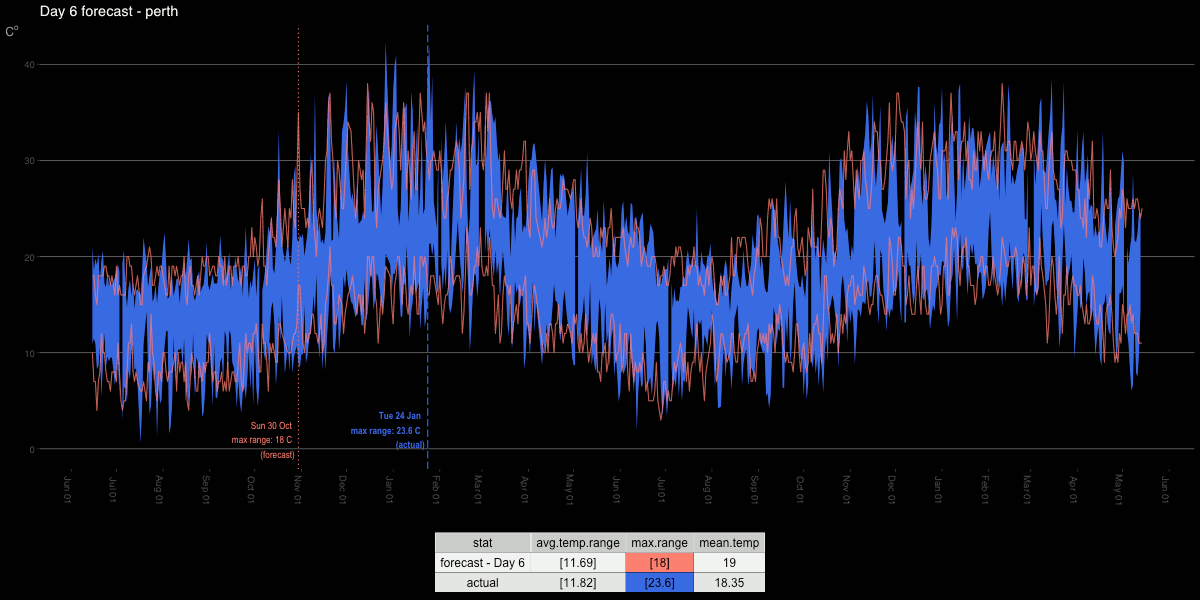 Day 6 forecast - perth
C°
40
30
20
10
0
Sun 30 Oct
max range: 18 C
(forecast)
Tue 24 Jan
max range: 23.6 C
(actual)
Jun 01
Jul 01
Aug 01
Sep 01
Oct 01
Nov 01
Dec 01
Jan 01
Feb 01
Mar 01
Apr 01
May 01
Jun 01
Jul 01
Aug 01
Sep 01
Oct 01
Nov 01
Dec 01
Jan 01
Feb 01
Mar 01
Apr 01
May 01
Jun 01
stat avg.temp.range max.range mean.temp
forecast - Day 6 [11.69] [18] 19
actual [11.82] [23.6] 18.35